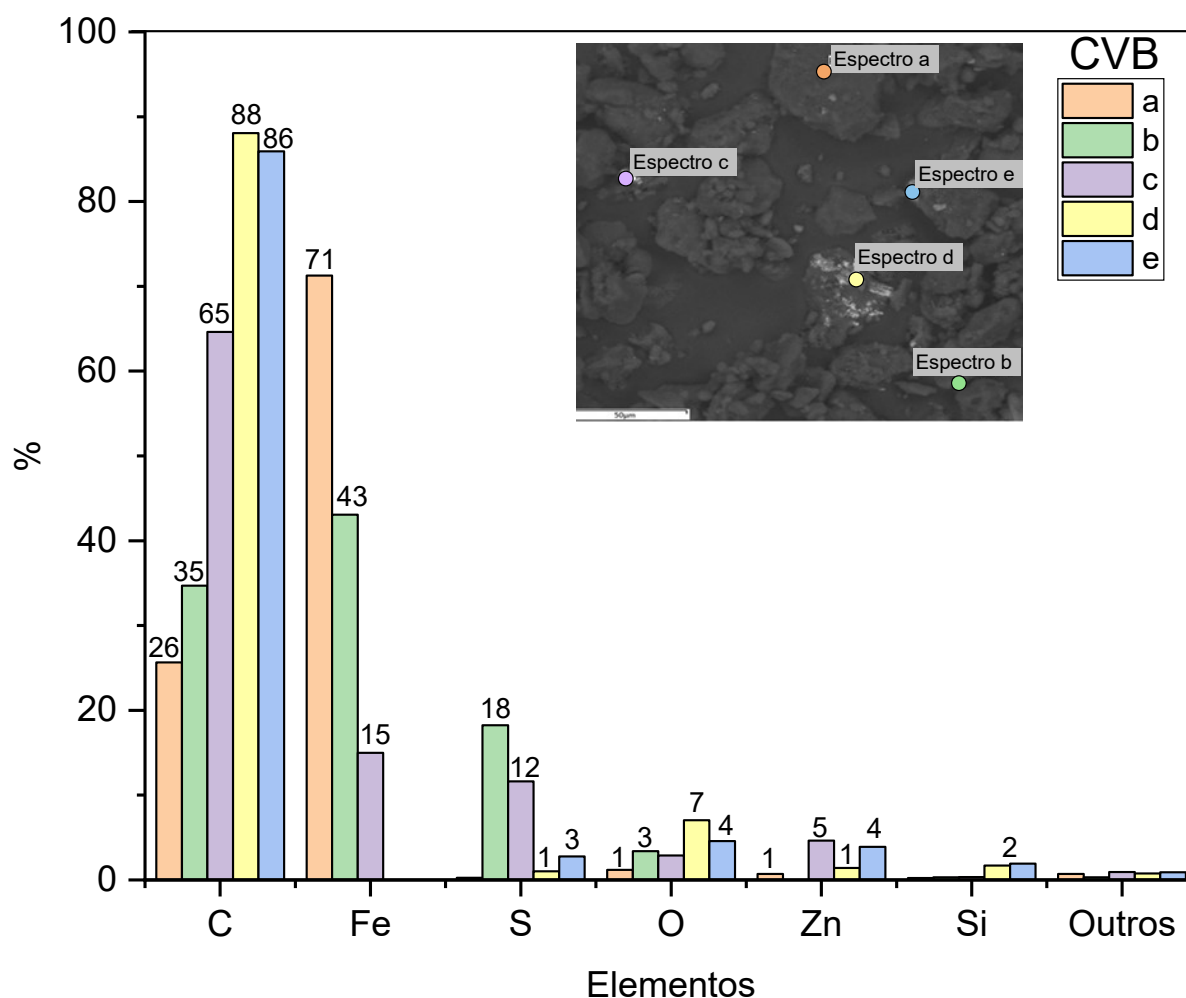 100
80
60
40
20
0
%
26
35
65
88
86
71
43
15
18
12
1
3
1
3
7
4
1
5
1
4
2
C
Fe
S
O
Zn
Si
Outros
Elementos
Espectro a
Espectro c
Espectro e
Espectro d
Espectro b
50µm
CVB
a
b
c
d
e